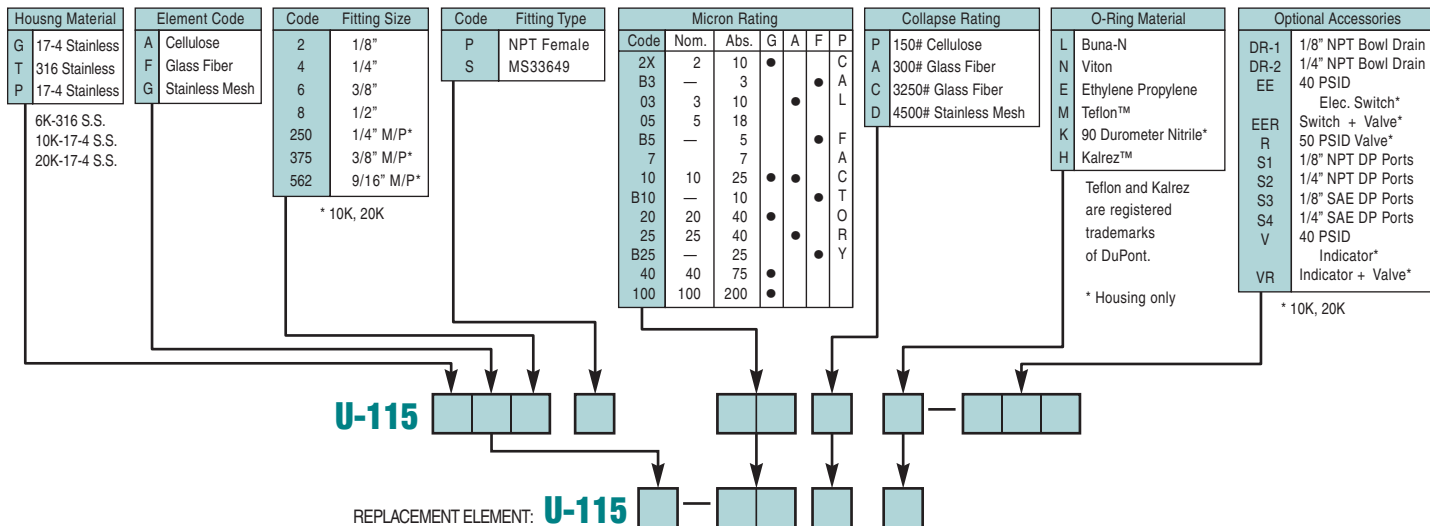 Housng Material
G 17-4 Stainless
T 316 Stainless
P 17-4 Stainless
6K-316 S.S.
10K-17-4 S.S.
20K-17-4 S.S.
Element Code
A Cellulose
F Glass Fiber
G Stainless Mesh
Code Fitting Size
2 1/8”
4 1/4”
6 3/8”
8 1/2”
250 1/4” M/P*
375 3/8” M/P*
562 9/16” M/P*
* 10K, 20K
Code Fitting Type
P NPT Female
S MS33649
Micron Rating
Code Nom. Abs. G A F P
2X 2 10 ● C
B3 — 3 ● A
03 3 10 ● L
05 5 18
B5 — 5 ● F
7 7 A
10 10 25 ● ● C
B10 — 10 ● T
20 20 40 ● O
25 25 40 ● R
B25 — 25 ● Y
40 40 75 ●
100 100 200 ●
Collapse Rating
P 150# Cellulose
A 300# Glass Fiber
C 3250# Glass Fiber
D 4500# Stainless Mesh
O-Ring Material
L Buna-N
N Viton
E Ethylene Propylene
M Teflon™
K 90 Durometer Nitrile*
H Kalrez™
Teflon and Kalrez
are registered
trademarks
of DuPont.
* Housing only
Optional Accessories
DR-1 1/8” NPT Bowl Drain
DR-2 1/4” NPT Bowl Drain
EE 40 PSID
Elec. Switch*
EER Switch + Valve*
R 50 PSID Valve*
S1 1/8” NPT DP Ports
S2 1/4” NPT DP Ports
S3 1/8” SAE DP Ports
S4 1/4” SAE DP Ports
V 40 PSID
Indicator*
VR Indicator + Valve*
* 10K, 20K
U-115 —
REPLACEMENT ELEMENT: U-115 —